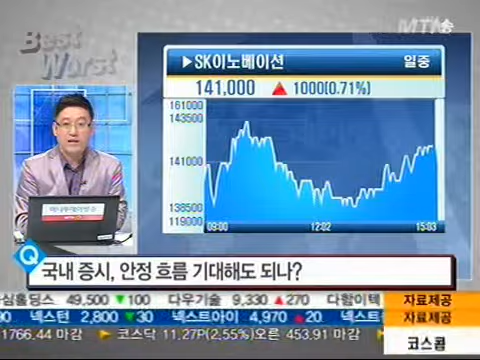 Best
Worst
MTN
▶SK이노베이션 일중
141,000 ▲ 1000(0.71%)
161000
143500
141000
138500
119000
09:00 12:02 15:03
Q 국내 증시, 안정 흐름 기대해도 되나?
심홀딩스 49,500 ▼100 다우기술 9,330 ▲270 다함이텍 자료제공
901 넥스턴 2,800 ▼30 넥스트아이 4,970 ▲20 넥스트 자료제공
1766.44 마감 ▶ 코스닥 11.27P(2.55%)오른 453.91 마감 코스콤